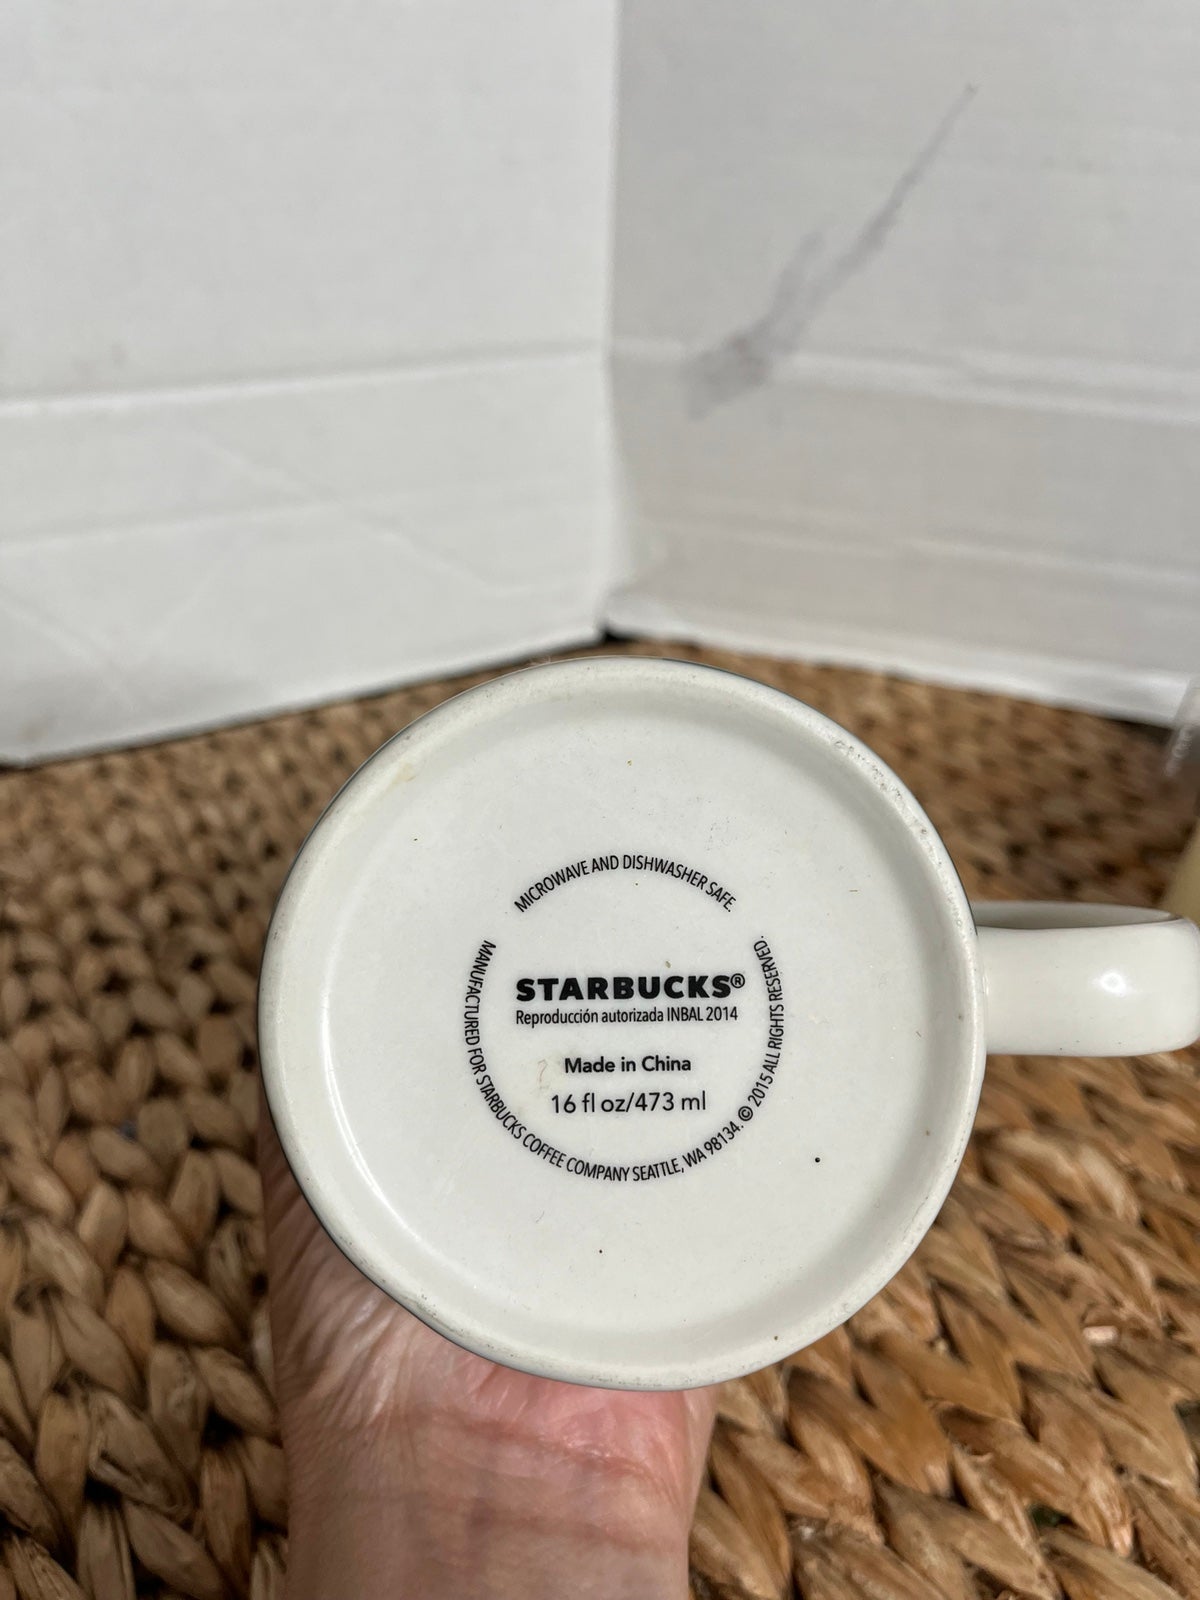 MICROWAVE AND DISHWASHER SAFE.
STARBUCKS®
Reproducción autorizada INBAL 2014
Made in China
16 fl oz/473 ml
MANUFACTURED FOR STARBUCKS COFFEE COMPANY SEATTLE, WA 98134. © 2015 ALL RIGHTS RESERVED.